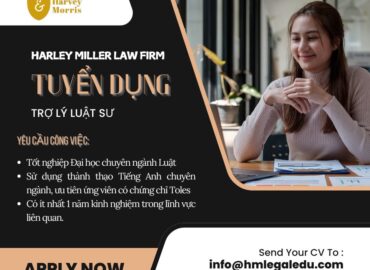 &
Harvey
Morris
HARLEY MILLER LAW FIRM
TUYỂN DỤNG
TRỢ LÝ LUẬT SƯ
YÊU CẦU CÔNG VIỆC:
Tốt nghiệp Đại học chuyên ngành Luật
Sử dụng thành thạo Tiếng Anh chuyên
ngành, ưu tiên ứng viên có chứng chỉ Toles
Có ít nhất 1 năm kinh nghiệm trong lĩnh vực
liên quan.
APPLY NOW
Send Your CV To :
info@hmlegaledu.com